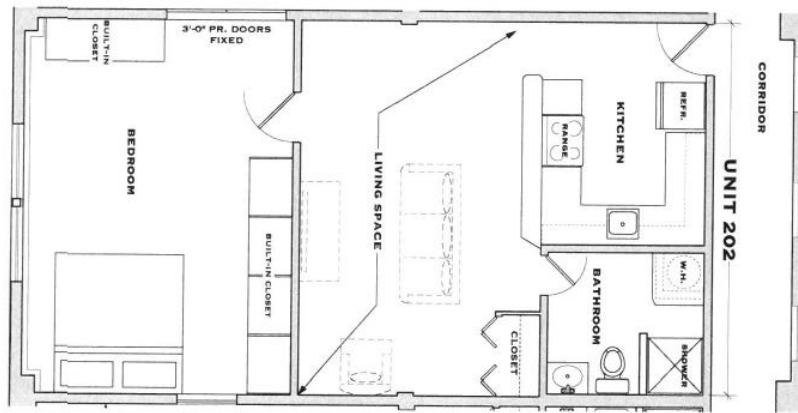 BUILT-IN
CLOSET
3'-0" PR. DOORS
FIXED
BEDROOM
BUILT-IN CLOSET
LIVING SPACE
KITCHEN
REFR.
RANGE
UNIT 202
CORRIDOR
BATHROOM
W.H.
CLOSET
SHOWER